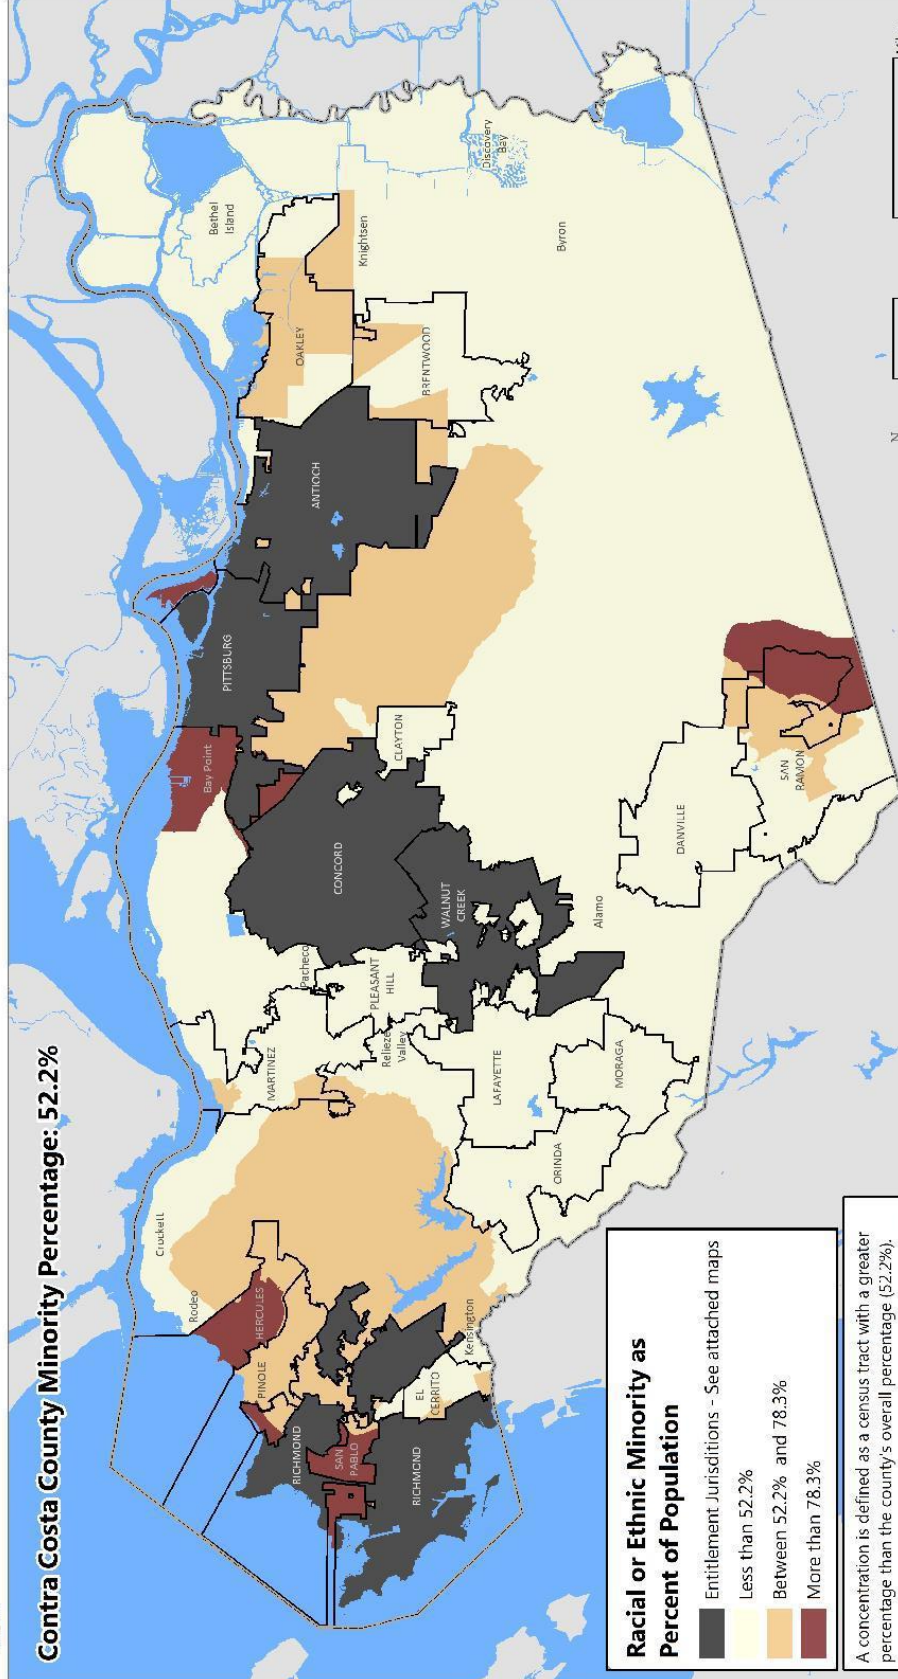 Contra Costa County Minority Percentage: 52.2%
Crockett
Rodeo
HERCULES
PINOLE
RICHMOND
SAN
PABLO
RICHMOND
EL
CERRITO
Kensington
MARTINEZ
Pacheco
PLEASANT
HILL
Reliez
Valley
LAFAYETTE
ORINDA
MORAGA
Bay Point
PITTSBURG
CONCORD
CLAYTON
WALNUT
CREEK
Alamo
DANVILLE
SAN
RAMON
ANTIOCH
OAKLEY
BRENTWOOD
Bethel
Island
Knightsen
Discovery
Bay
Byron
N
Racial or Ethnic Minority as
Percent of Population
Entitlement Jurisdictions - See attached maps
Less than 52.2%
Between 52.2% and 78.3%
More than 78.3%
A concentration is defined as a census tract with a greater
percentage than the county's overall percentage (52.2%).